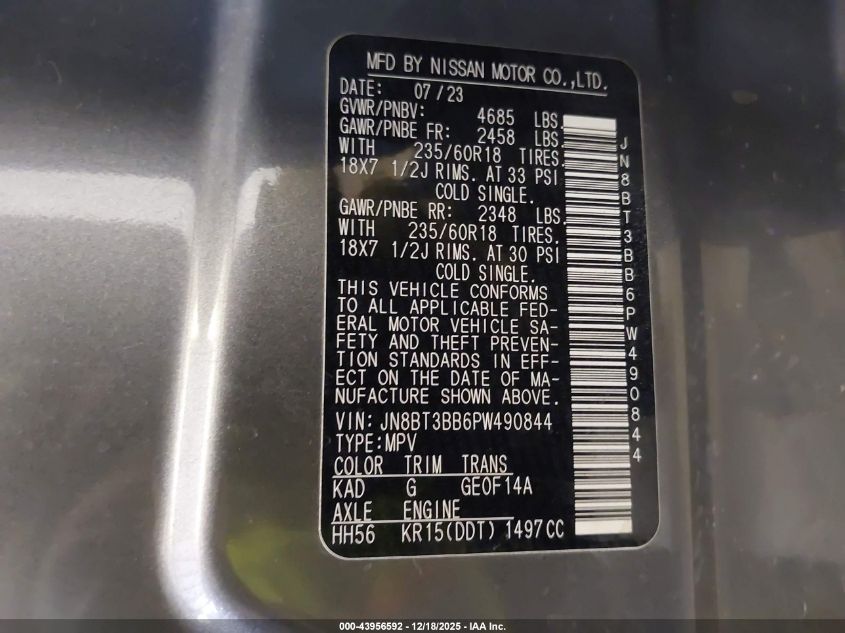 MFD BY NISSAN MOTOR CO.,LTD.
DATE: 07/23
GVWR/PNBV: 4685 LBS.
GAWR/PNBE FR: 2458 LBS.
WITH 235/60R18 TIRES.
18X7 1/2J RIMS. AT 33 PSI
COLD SINGLE.
GAWR/PNBE RR: 2348 LBS.
WITH 235/60R18 TIRES.
18X7 1/2J RIMS. AT 30 PSI
COLD SINGLE.
THIS VEHICLE CONFORMS
TO ALL APPLICABLE FED-
ERAL MOTOR VEHICLE SA-
FETY AND THEFT PREVEN-
TION STANDARDS IN EFF-
ECT ON THE DATE OF MA-
NUFACTURE SHOWN ABOVE.
VIN: JN8BT3BB6PW490844
TYPE:MPV
COLOR TRIM TRANS
KAD G GE0F14A
AXLE ENGINE
HH56 KR15(DDT) 1497CC
JN8BT3BB6PW490844
000-43956592 / 12/18/2025 - IAA Inc.